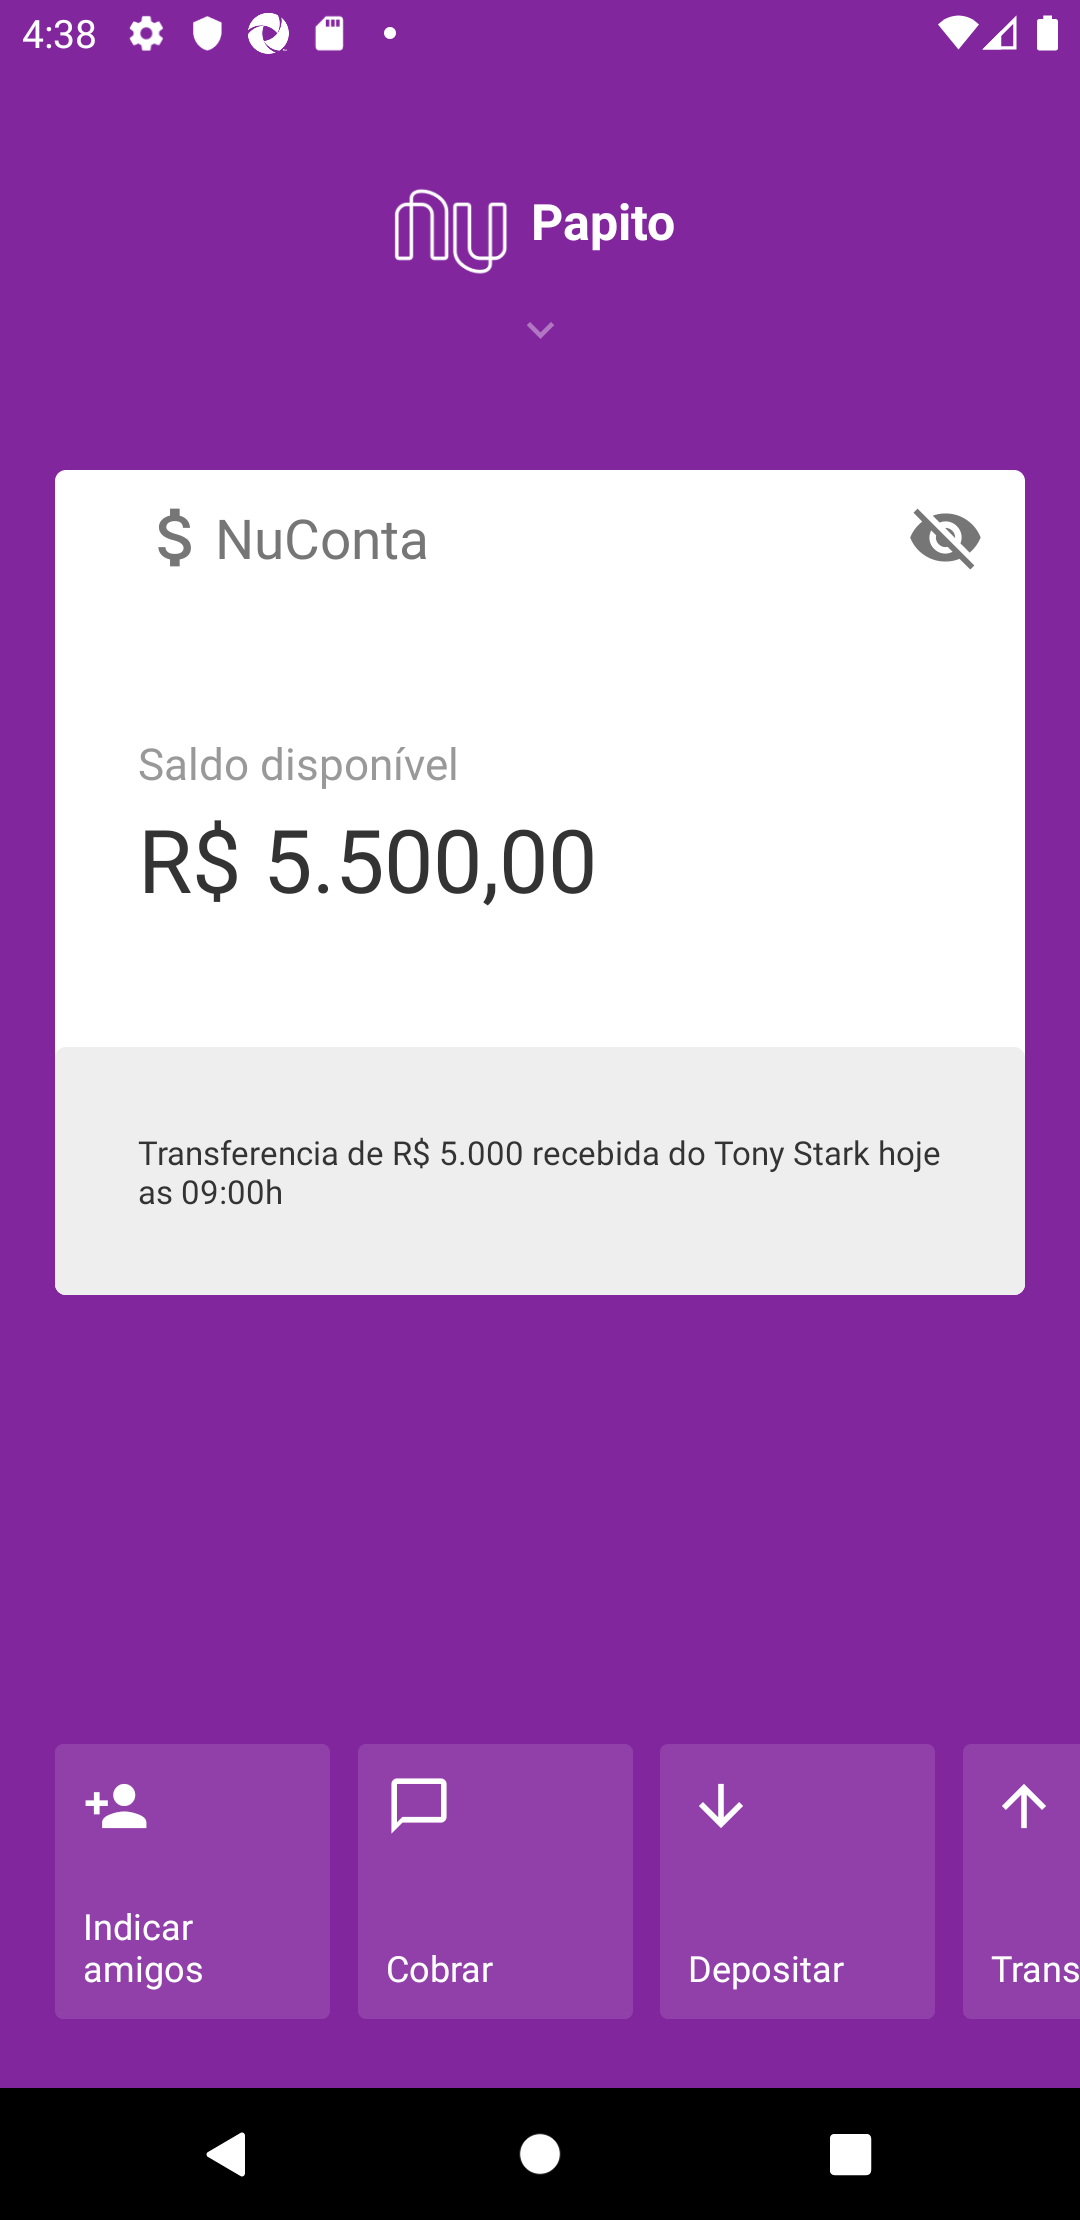 4:38
nu Papito
$ NuConta
Saldo disponível
R$ 5.500,00
Transferencia de R$ 5.000 recebida do Tony Stark hoje
as 09:00h
Indicar
amigos
Cobrar
Depositar
Trans